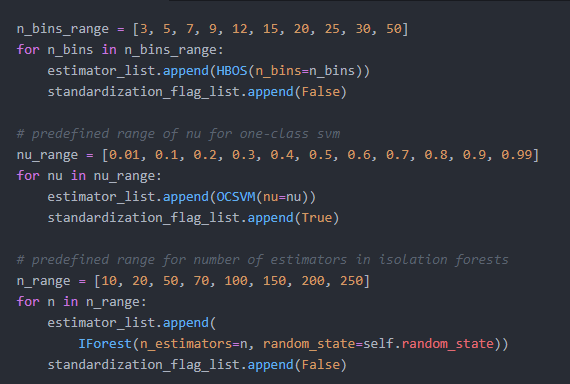 n_bins_range = [3, 5, 7, 9, 12, 15, 20, 25, 30, 50]
for n_bins in n_bins_range:
    estimator_list.append(HBOS(n_bins=n_bins))
    standardization_flag_list.append(False)

# predefined range of nu for one-class svm
nu_range = [0.01, 0.1, 0.2, 0.3, 0.4, 0.5, 0.6, 0.7, 0.8, 0.9, 0.99]
for nu in nu_range:
    estimator_list.append(OCSVM(nu=nu))
    standardization_flag_list.append(True)

# predefined range for number of estimators in isolation forests
n_range = [10, 20, 50, 70, 100, 150, 200, 250]
for n in n_range:
    estimator_list.append(
        IForest(n_estimators=n, random_state=self.random_state))
    standardization_flag_list.append(False)